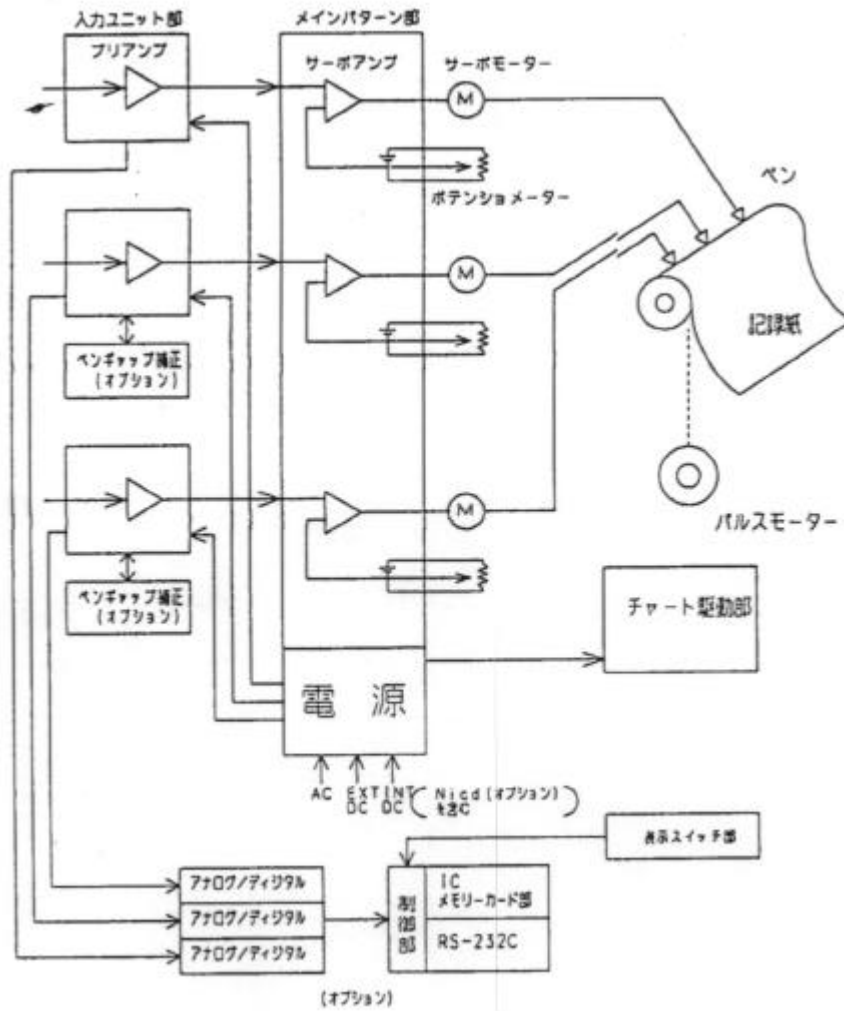 入力ユニット部
メインパターン部
プリアンプ
サーボアンプ
サーボモーター
M
ポテンショメーター
ペン
M
記録紙
ペンギャップ補正
(オプション)
M
パルスモーター
ペンギャップ補正
(オプション)
チャート駆動部
電 源
AC
EXT
DC
INT
DC
(Nicd(オプション)
を含む)
表示スイッチ部
アナログ/ディジタル
アナログ/ディジタル
アナログ/ディジタル
制御部
IC
メモリーカード部
RS-232C
(オプション)